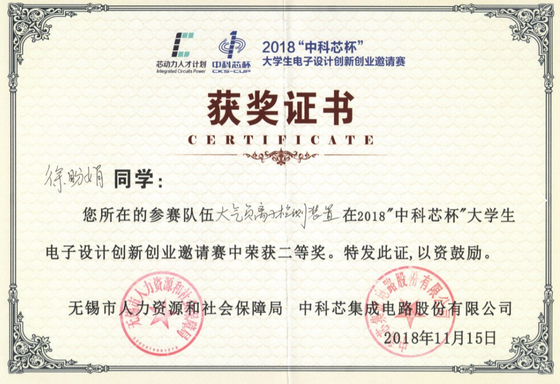 芯动力人才计划
Integrated Circuits Power
中科芯杯
CKS-CUP
2018“中科芯杯”
大学生电子设计创新创业邀请赛
获奖证书
CERTIFICATE
徐盼娟 同学：
您所在的参赛队伍大气负离子检测装置在2018"中科芯杯"大学生
电子设计创新创业邀请赛中荣获二等奖。特发此证，以资鼓励。
无锡市人力资源和社会保障局
中科芯集成电路股份有限公司
2018年11月15日